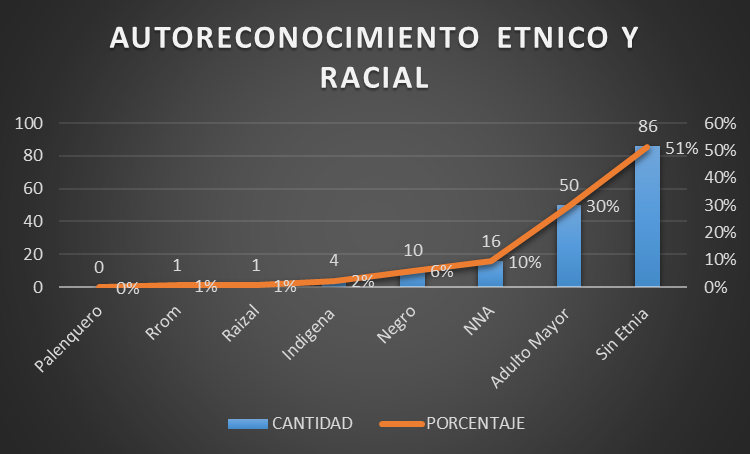 AUTORECONOCIMIENTO ETNICO Y
RACIAL
100
80
60
40
20
0
60%
50%
40%
30%
20%
10%
0%
0
1
1
4
10
16
50
86
0%
1%
1%
2%
6%
10%
30%
51%
Palenquero
Rrom
Raizal
Indigena
Negro
NNA
Adulto Mayor
Sin Etnia
CANTIDAD
PORCENTAJE